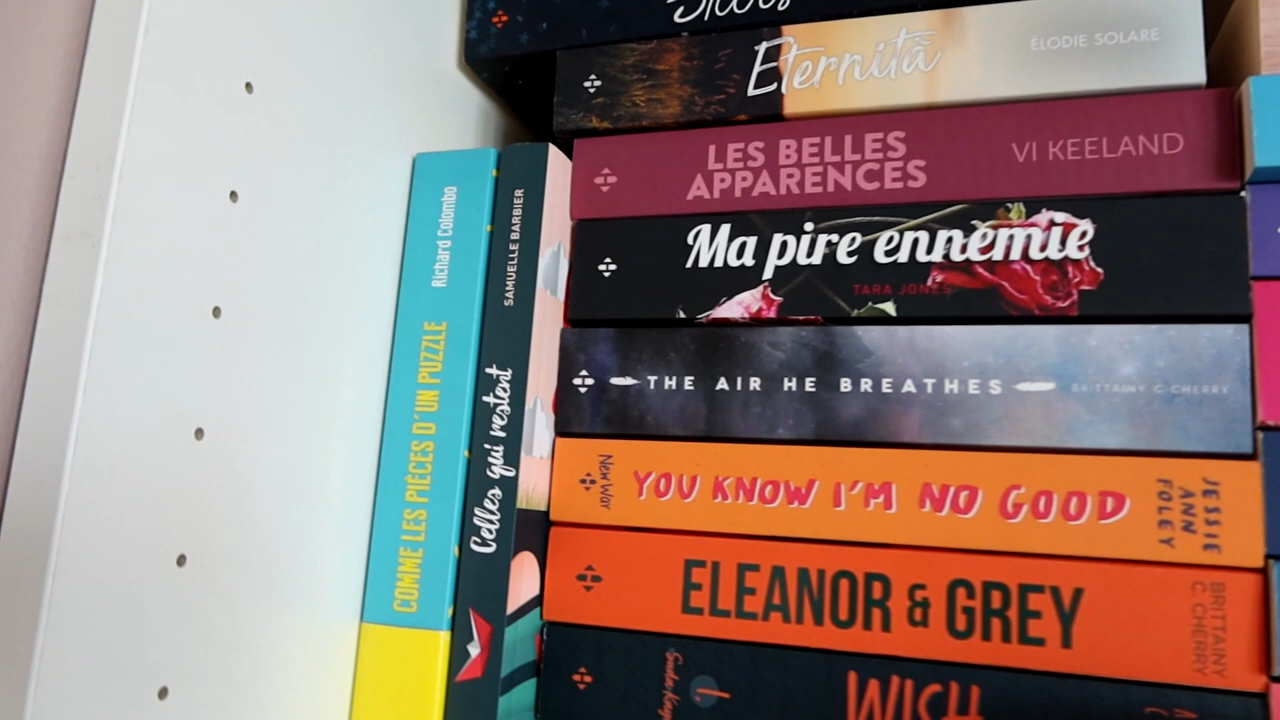 Eternità
ÉLODIE SOLARE
LES BELLES
APPARENCES
VI KEELAND
Ma pire ennemie
TARA JONES
THE AIR HE BREATHES
BRITTAINY C CHERRY
New Way
YOU KNOW I'M NO GOOD
JESSIE
ANN
FOLEY
ELEANOR & GREY
BRITTAINY
C. CHERRY
WISH
Richard Colombo
COMME LES PIÈCES D'UN PUZZLE
SAMUELLE BARBIER
Celles qui restent